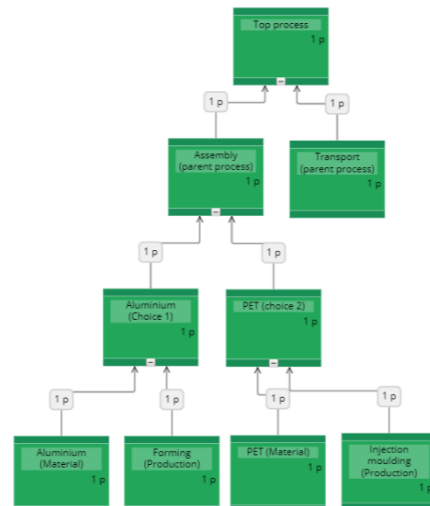 Top process
1 p
1 p
1 p
Assembly
(parent process)
1 p
Transport
(parent process)
1 p
1 p
1 p
Aluminium
(Choice 1)
1 p
PET (choice 2)
1 p
1 p
1 p
1 p
1 p
Aluminium
(Material)
1 p
Forming
(Production)
1 p
PET (Material)
1 p
Injection
moulding
(Production)
1 p